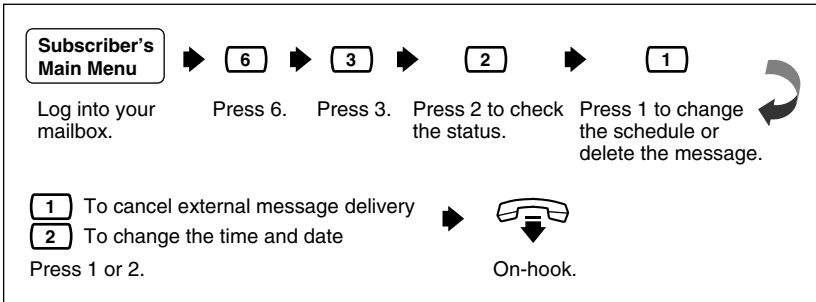 Subscriber's
Main Menu
6
3
2
1
Log into your
mailbox.
Press 6.
Press 3.
Press 2 to check
the status.
Press 1 to change
the schedule or
delete the message.
1 To cancel external message delivery
2 To change the time and date
Press 1 or 2.
On-hook.